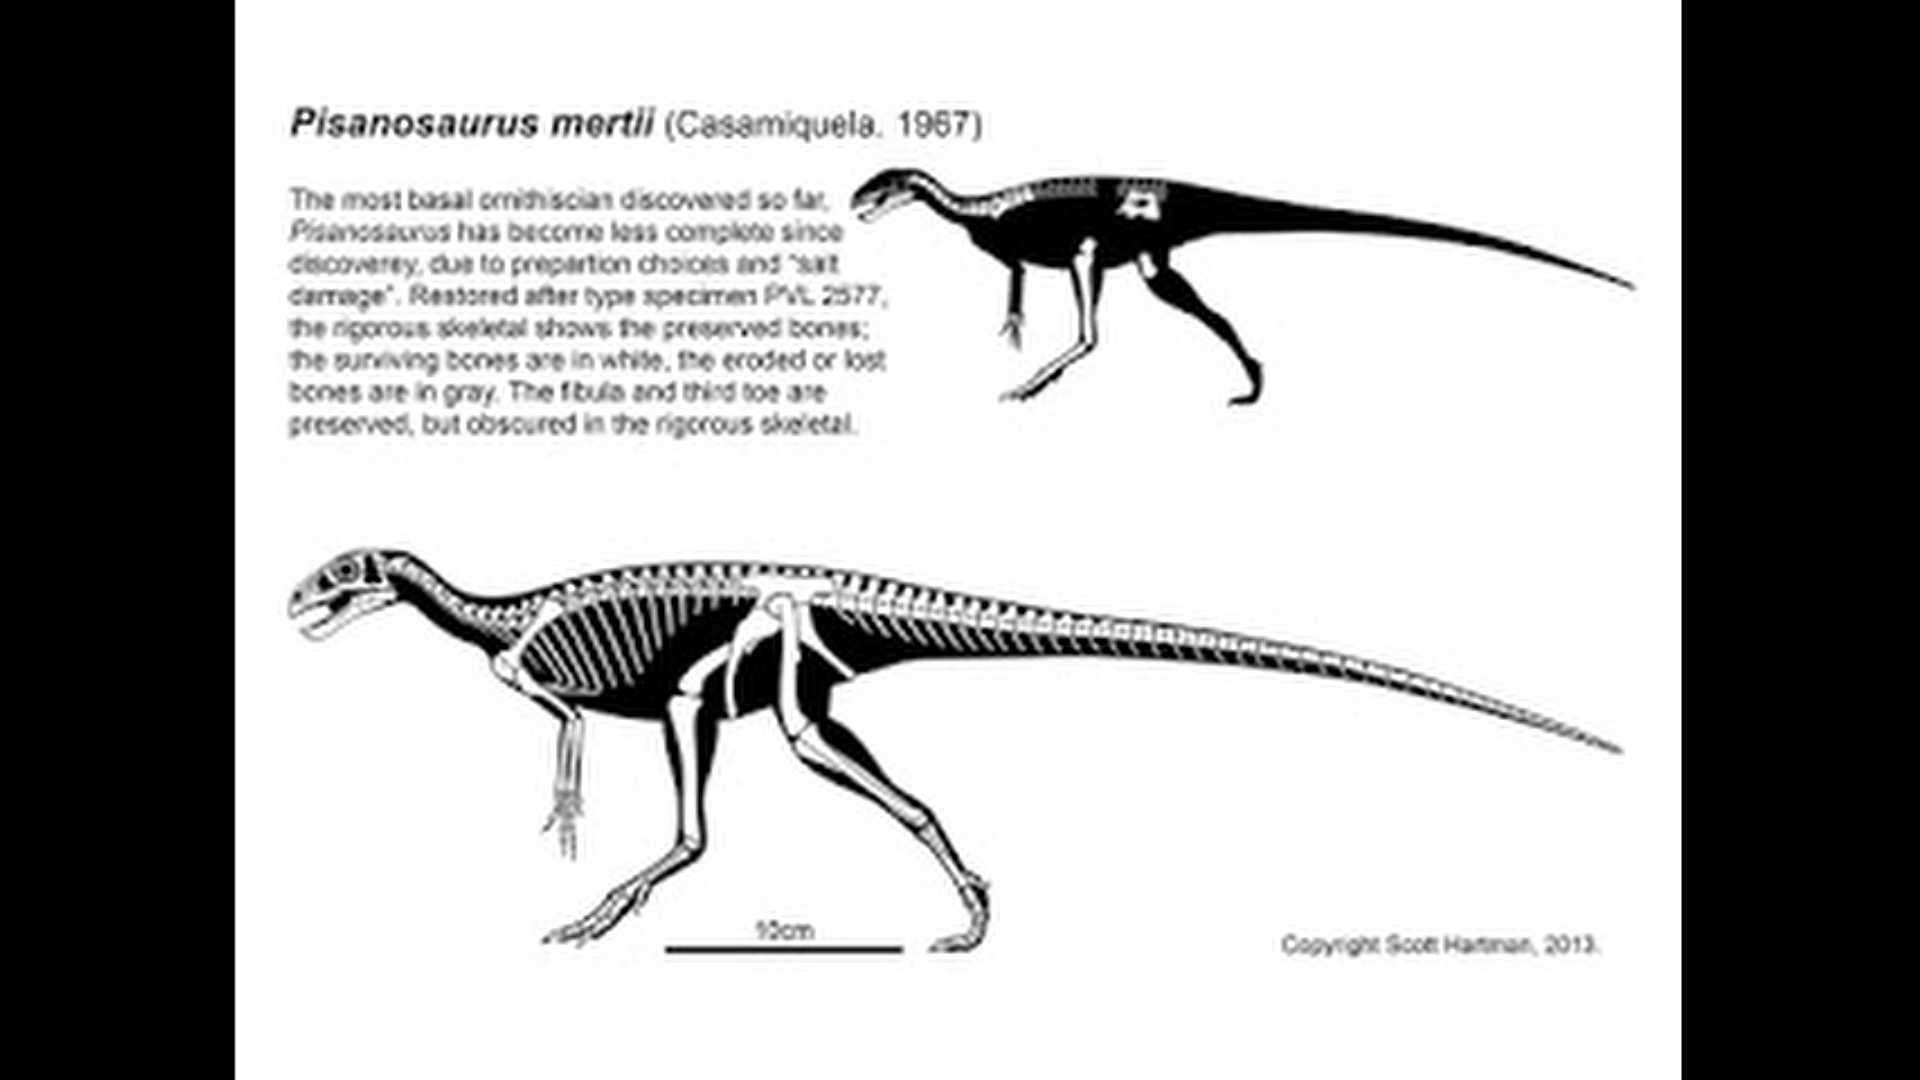 Pisanosaurus mertii (Casamiquela. 1967)
The most basal ornithiscian discovered so far,
Pisanosaurus has become less complete since
discoverey, due to prepartion choices and "salt
damage". Restored after type specimen PVL 2577,
the rigorous skeletal shows the preserved bones;
the surviving bones are in white, the eroded or lost
bones are in gray. The fibula and third toe are
preserved, but obscured in the rigorous skeletal.
10cm
Copyright Scott Hartman, 2013.